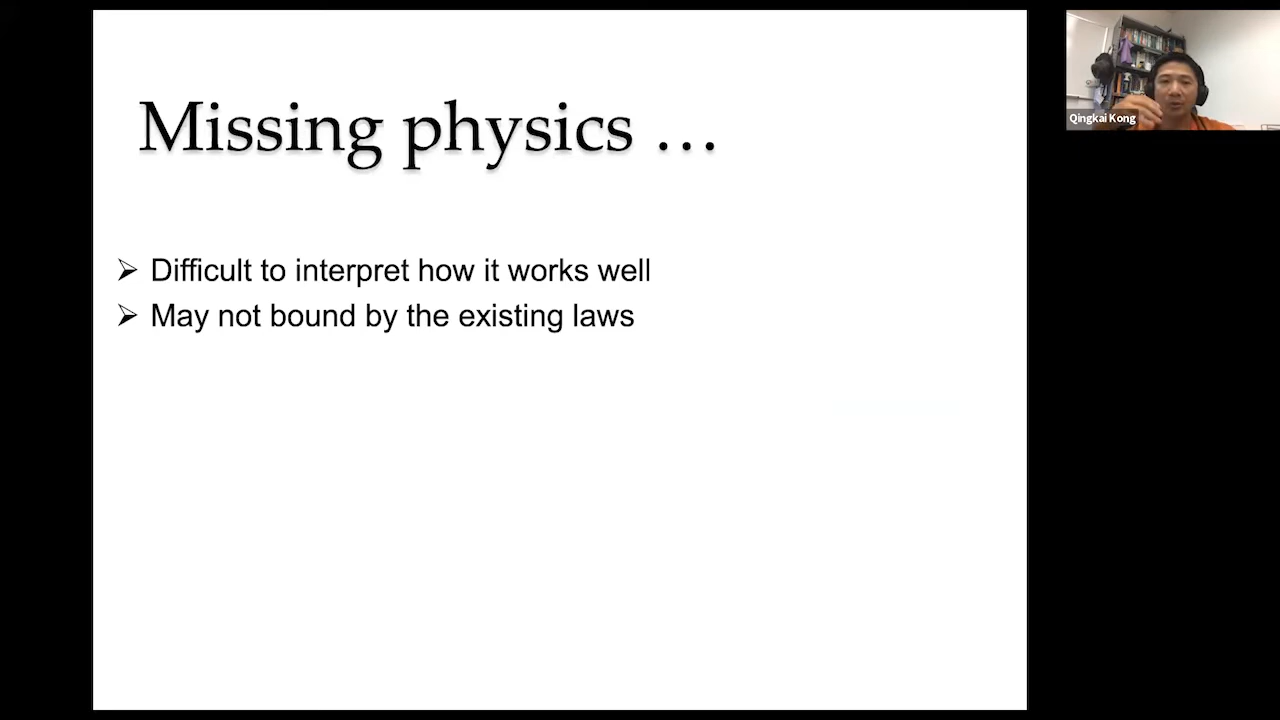 Missing physics …
➢ Difficult to interpret how it works well
➢ May not bound by the existing laws
Qingkai Kong